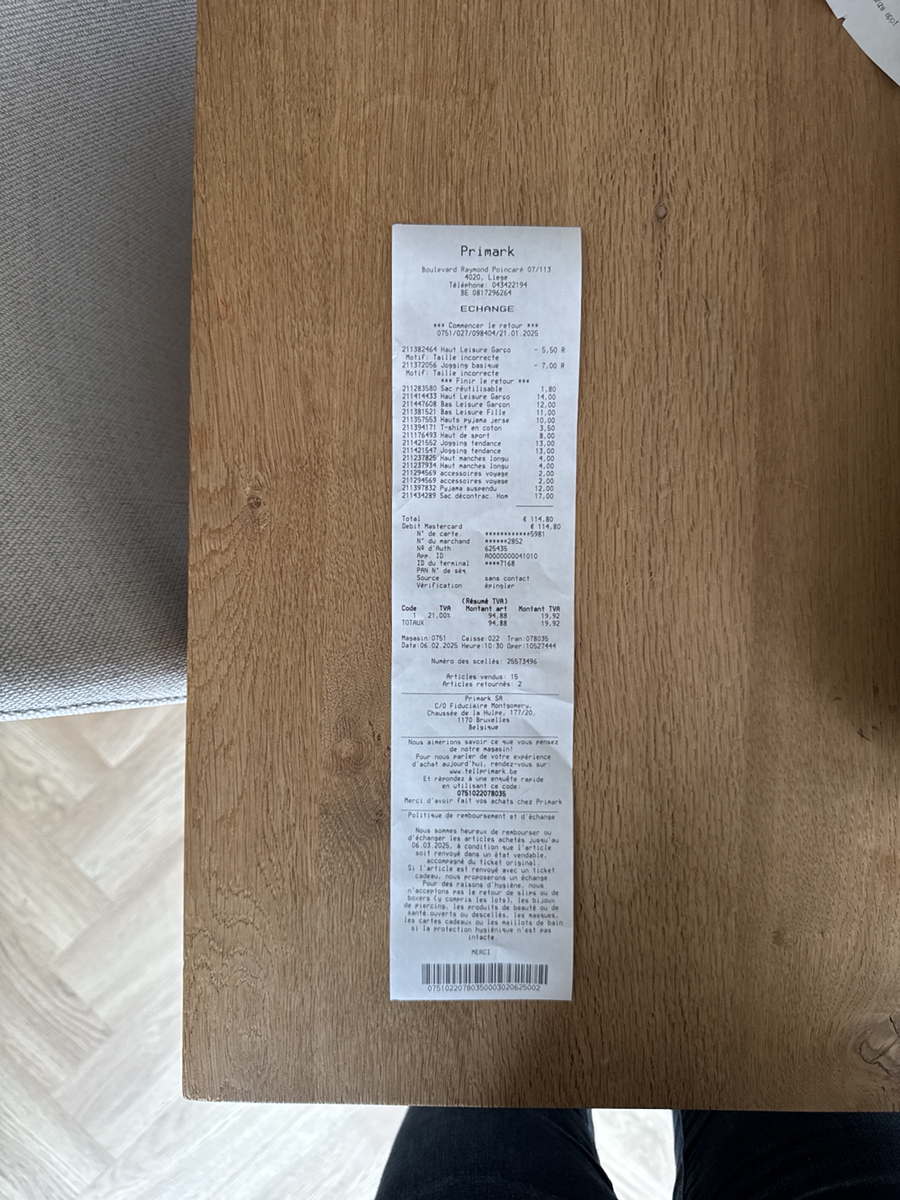 Primark
Boulevard Raymond Poincaré 07/113
4020, Liege
Téléphone: 043422194
BE 0817296264
ECHANGE
*** Commencer le retour ***
0751/027/098404/21.01.2025
211382464 Haut Leisure Garço - 5,50 R
Motif: Taille incorrecte
211372056 Jogging basique - 7,00 R
Motif: Taille incorrecte
*** Finir le retour ***
211283580 Sac réutilisable 1,80
211414433 Haut Leisure Garço 14,00
211447608 Bas Leisure Garcon 12,00
211381521 Bas Leisure Fille 11,00
211357553 Hauts pyjama jerse 10,00
211394171 T-shirt en coton 3,50
211176493 Haut de sport 8,00
211421552 Jogging tendance 13,00
211421547 Jogging tendance 13,00
211237825 Haut manches longu 4,00
211237934 Haut manches longu 4,00
211294569 accessoires voyage 2,00
211294569 accessoires voyage 2,00
211397832 Pyjama suspendu 12,00
211434289 Sac décontrac. Hom 17,00
Total € 114,80
Debit Mastercard € 114,80
N° de carte. ************5981
N° du marchand ******2852
Nº d'Auth 625435
App. ID A0000000041010
ID du terminal ****7168
PAN N° de séq
Source sans contact
Vérification épingler
(Résumé TVA)
Code TVA Montant art Montant TVA
1 21,00% 94,88 19,92
TOTAUX 94,88 19,92
Magasin:0751 Caisse:022 Tran:078035
Date:06.02.2025 Heure:10:30 Oper:10527444
Numéro des scellés: 25573496
Articles vendus: 15
Articles retournés: 2
Primark SA
C/O Fiduciaire Montgomery,
Chaussée de la Hulpe, 177/20,
1170 Bruxelles
Belgique
Nous aimerions savoir ce que vous pensez
de notre magasin!
Pour nous parler de votre expérience
d'achat aujourd'hui, rendez-vous sur:
www.tellprimark.be
Et répondez à une enquête rapide
en utilisant ce code:
0751022078035
Merci d'avoir fait vos achats chez Primark
Politique de remboursement et d'échange
Nous sommes heureux de rembourser ou
d'échanger les articles achetés jusqu'au
06.03.2025, à condition que l'article
soit renvoyé dans un état vendable,
accompagné du ticket original.
Si l'article est renvoyé avec un ticket
cadeau, nous proposerons un échange.
Pour des raisons d'hygiène, nous
n'acceptons pas le retour de slips ou de
boxers (y compris les lots), les bijoux
de piercing, les produits de beauté ou de
santé ouverts ou descellés, les masques,
les cartes cadeaux ou les maillots de bain
si la protection hygiénique n'est pas
intacte.
MERCI
07510220780350003020625002